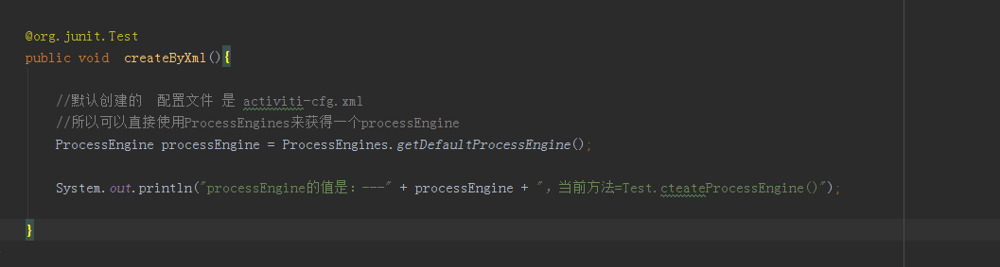 @org.junit.Test
public void  createByXml(){
//默认创建的  配置文件 是 activiti-cfg.xml
//所以可以直接使用ProcessEngines来获得一个processEngine
ProcessEngine processEngine = ProcessEngines.getDefaultProcessEngine();
System.out.println("processEngine的值是：---" + processEngine + "，当前方法=Test.cteateProcessEngine()");
}